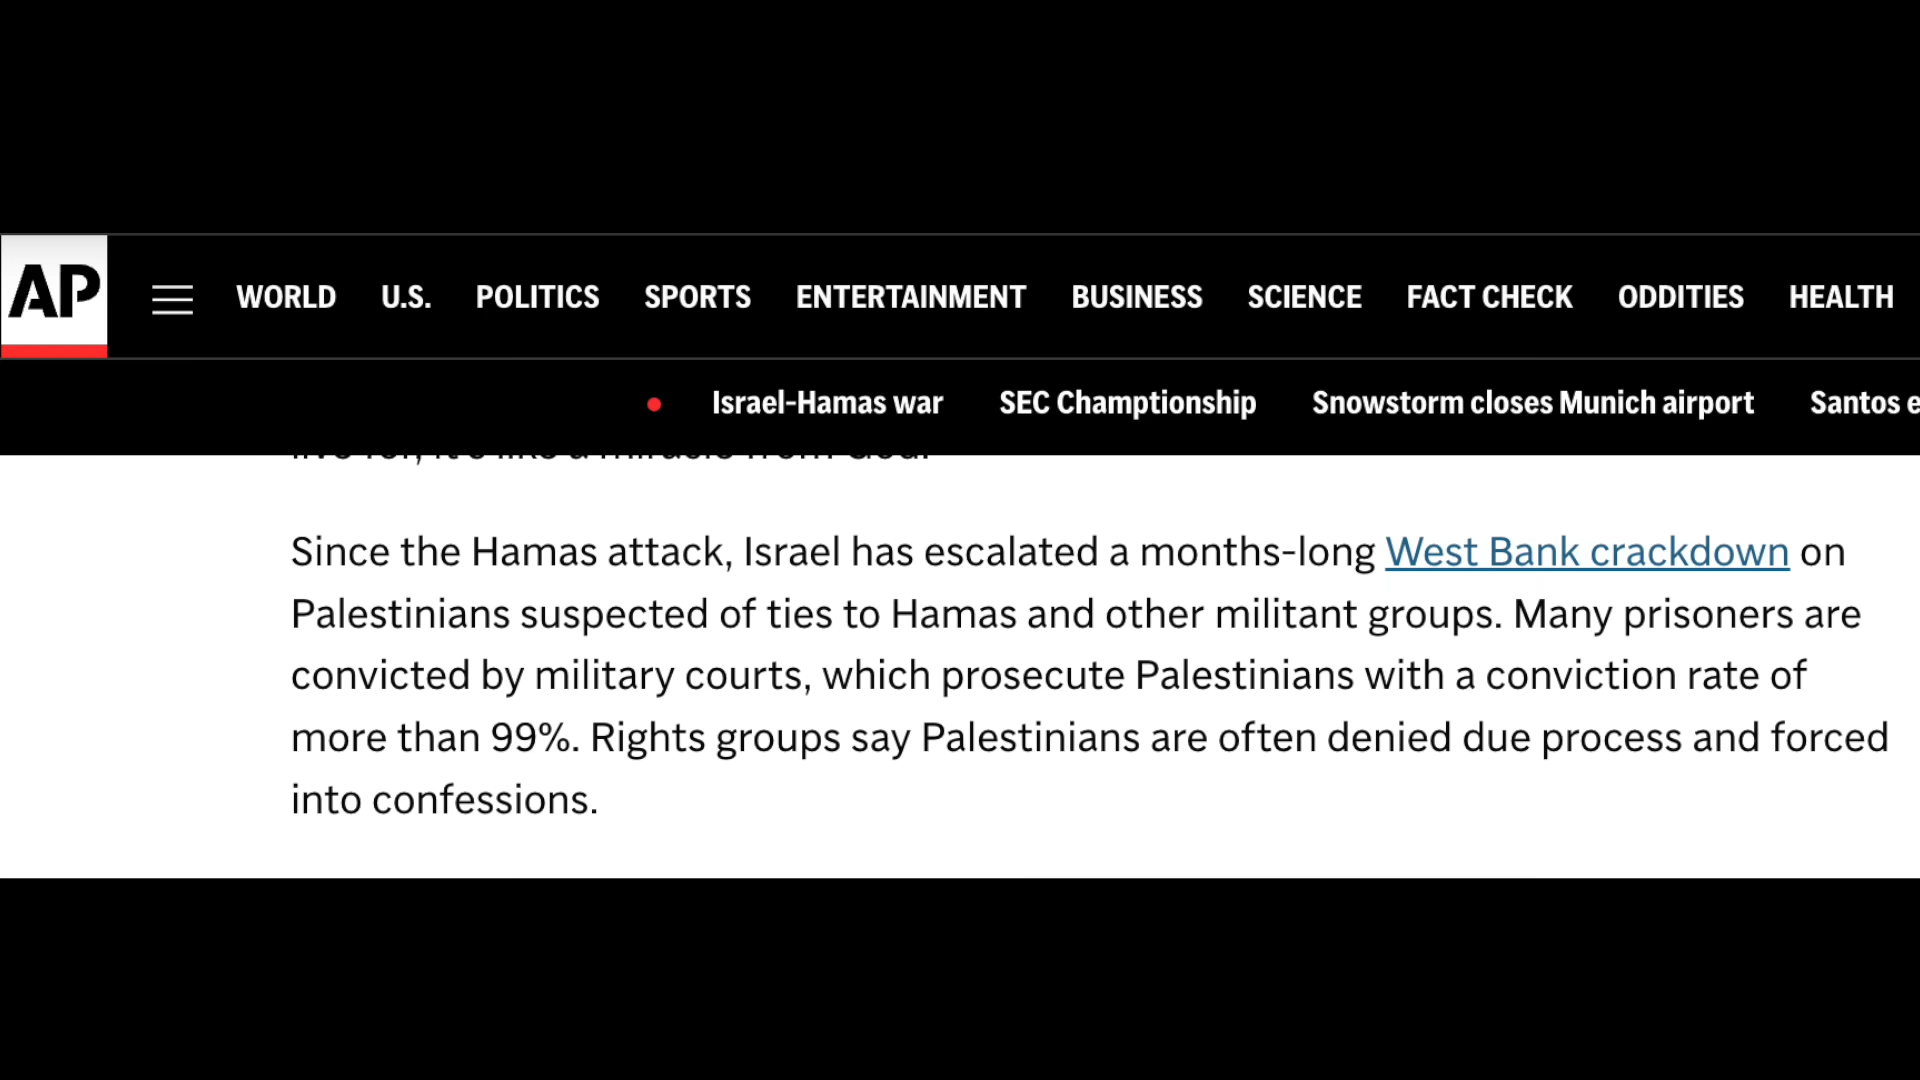 AP
WORLD U.S. POLITICS SPORTS ENTERTAINMENT BUSINESS SCIENCE FACT CHECK ODDITIES HEALTH
Israel-Hamas war SEC Champtionship Snowstorm closes Munich airport Santos e
Since the Hamas attack, Israel has escalated a months-long West Bank crackdown on
Palestinians suspected of ties to Hamas and other militant groups. Many prisoners are
convicted by military courts, which prosecute Palestinians with a conviction rate of
more than 99%. Rights groups say Palestinians are often denied due process and forced
into confessions.